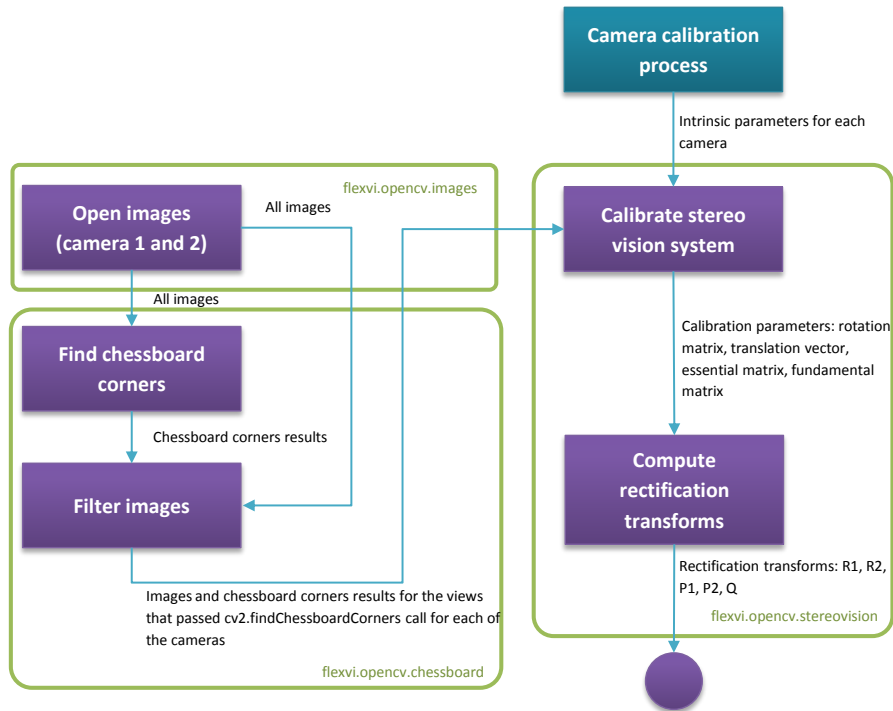 Camera calibration
process
Intrinsic parameters for each
camera
flexvi.opencv.images
Open images
(camera 1 and 2)
All images
All images
Find chessboard
corners
Chessboard corners results
Filter images
Images and chessboard corners results for the views
that passed cv2.findChessboardCorners call for each of
the cameras
flexvi.opencv.chessboard
Calibrate stereo
vision system
Calibration parameters: rotation
matrix, translation vector,
essential matrix, fundamental
matrix
Compute
rectification
transforms
Rectification transforms: R1, R2,
P1, P2, Q
flexvi.opencv.stereovision